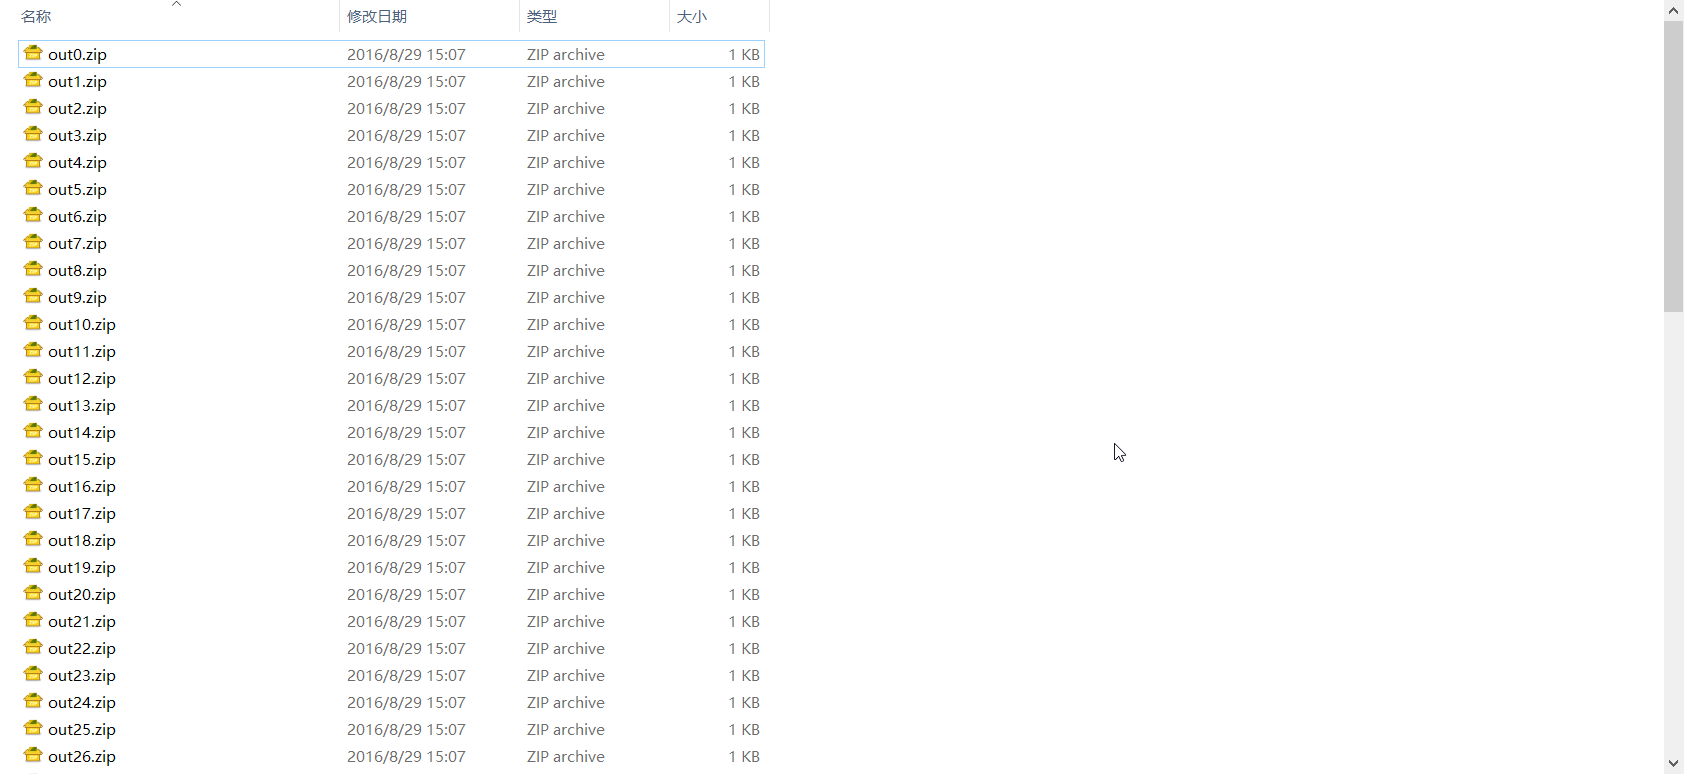 名称 修改日期 类型 大小
out0.zip 2016/8/29 15:07 ZIP archive 1 KB
out1.zip 2016/8/29 15:07 ZIP archive 1 KB
out2.zip 2016/8/29 15:07 ZIP archive 1 KB
out3.zip 2016/8/29 15:07 ZIP archive 1 KB
out4.zip 2016/8/29 15:07 ZIP archive 1 KB
out5.zip 2016/8/29 15:07 ZIP archive 1 KB
out6.zip 2016/8/29 15:07 ZIP archive 1 KB
out7.zip 2016/8/29 15:07 ZIP archive 1 KB
out8.zip 2016/8/29 15:07 ZIP archive 1 KB
out9.zip 2016/8/29 15:07 ZIP archive 1 KB
out10.zip 2016/8/29 15:07 ZIP archive 1 KB
out11.zip 2016/8/29 15:07 ZIP archive 1 KB
out12.zip 2016/8/29 15:07 ZIP archive 1 KB
out13.zip 2016/8/29 15:07 ZIP archive 1 KB
out14.zip 2016/8/29 15:07 ZIP archive 1 KB
out15.zip 2016/8/29 15:07 ZIP archive 1 KB
out16.zip 2016/8/29 15:07 ZIP archive 1 KB
out17.zip 2016/8/29 15:07 ZIP archive 1 KB
out18.zip 2016/8/29 15:07 ZIP archive 1 KB
out19.zip 2016/8/29 15:07 ZIP archive 1 KB
out20.zip 2016/8/29 15:07 ZIP archive 1 KB
out21.zip 2016/8/29 15:07 ZIP archive 1 KB
out22.zip 2016/8/29 15:07 ZIP archive 1 KB
out23.zip 2016/8/29 15:07 ZIP archive 1 KB
out24.zip 2016/8/29 15:07 ZIP archive 1 KB
out25.zip 2016/8/29 15:07 ZIP archive 1 KB
out26.zip 2016/8/29 15:07 ZIP archive 1 KB